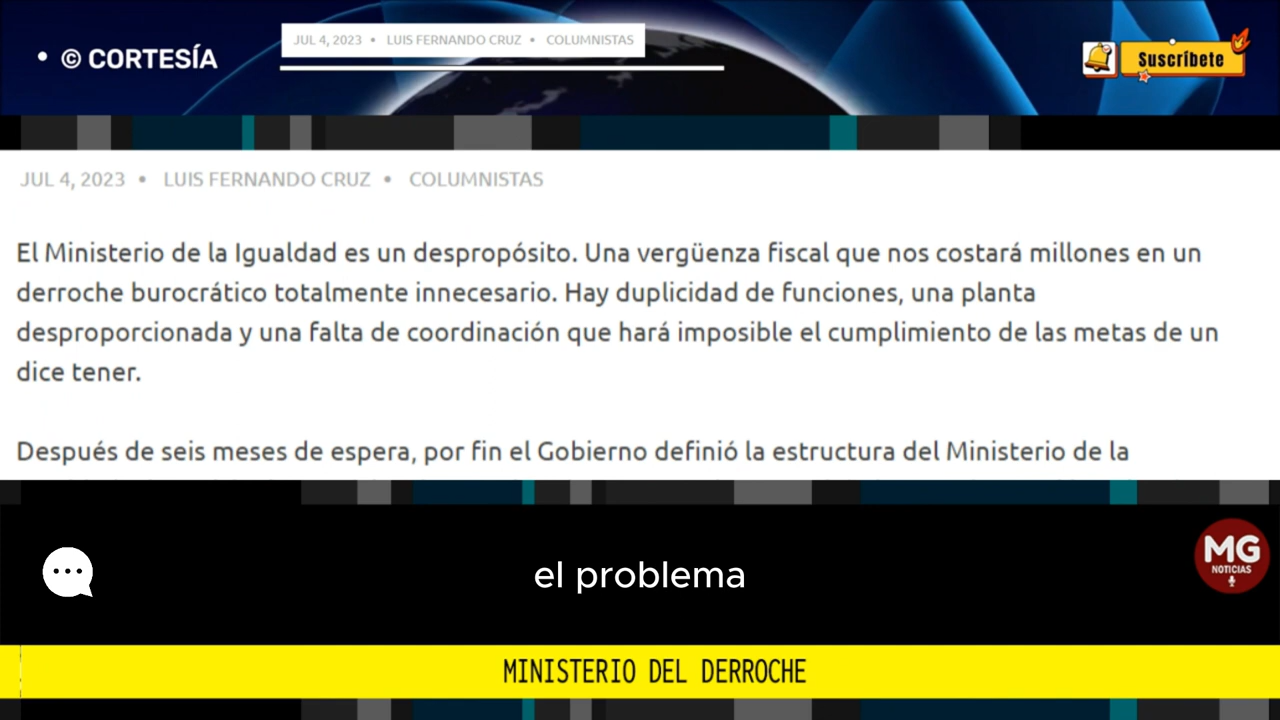 • © CORTESÍA
JUL 4, 2023 • LUIS FERNANDO CRUZ • COLUMNISTAS
Suscríbete
JUL 4, 2023 • LUIS FERNANDO CRUZ • COLUMNISTAS
El Ministerio de la Igualdad es un despropósito. Una vergüenza fiscal que nos costará millones en un
derroche burocrático totalmente innecesario. Hay duplicidad de funciones, una planta
desproporcionada y una falta de coordinación que hará imposible el cumplimiento de las metas de un
dice tener.
Después de seis meses de espera, por fin el Gobierno definió la estructura del Ministerio de la
el problema
MG
NOTICIAS
MINISTERIO DEL DERROCHE